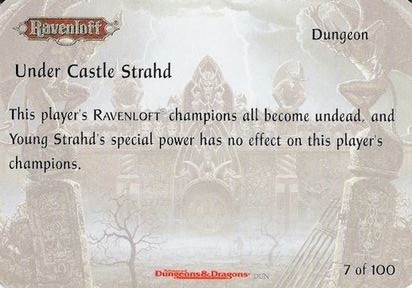 Ravenloft
Dungeon
Under Castle Strahd
This player's RAVENLOFT champions all become undead, and
Young Strahd's special power has no effect on this player's
champions.
Dungeons & Dragons DUN
7 of 100